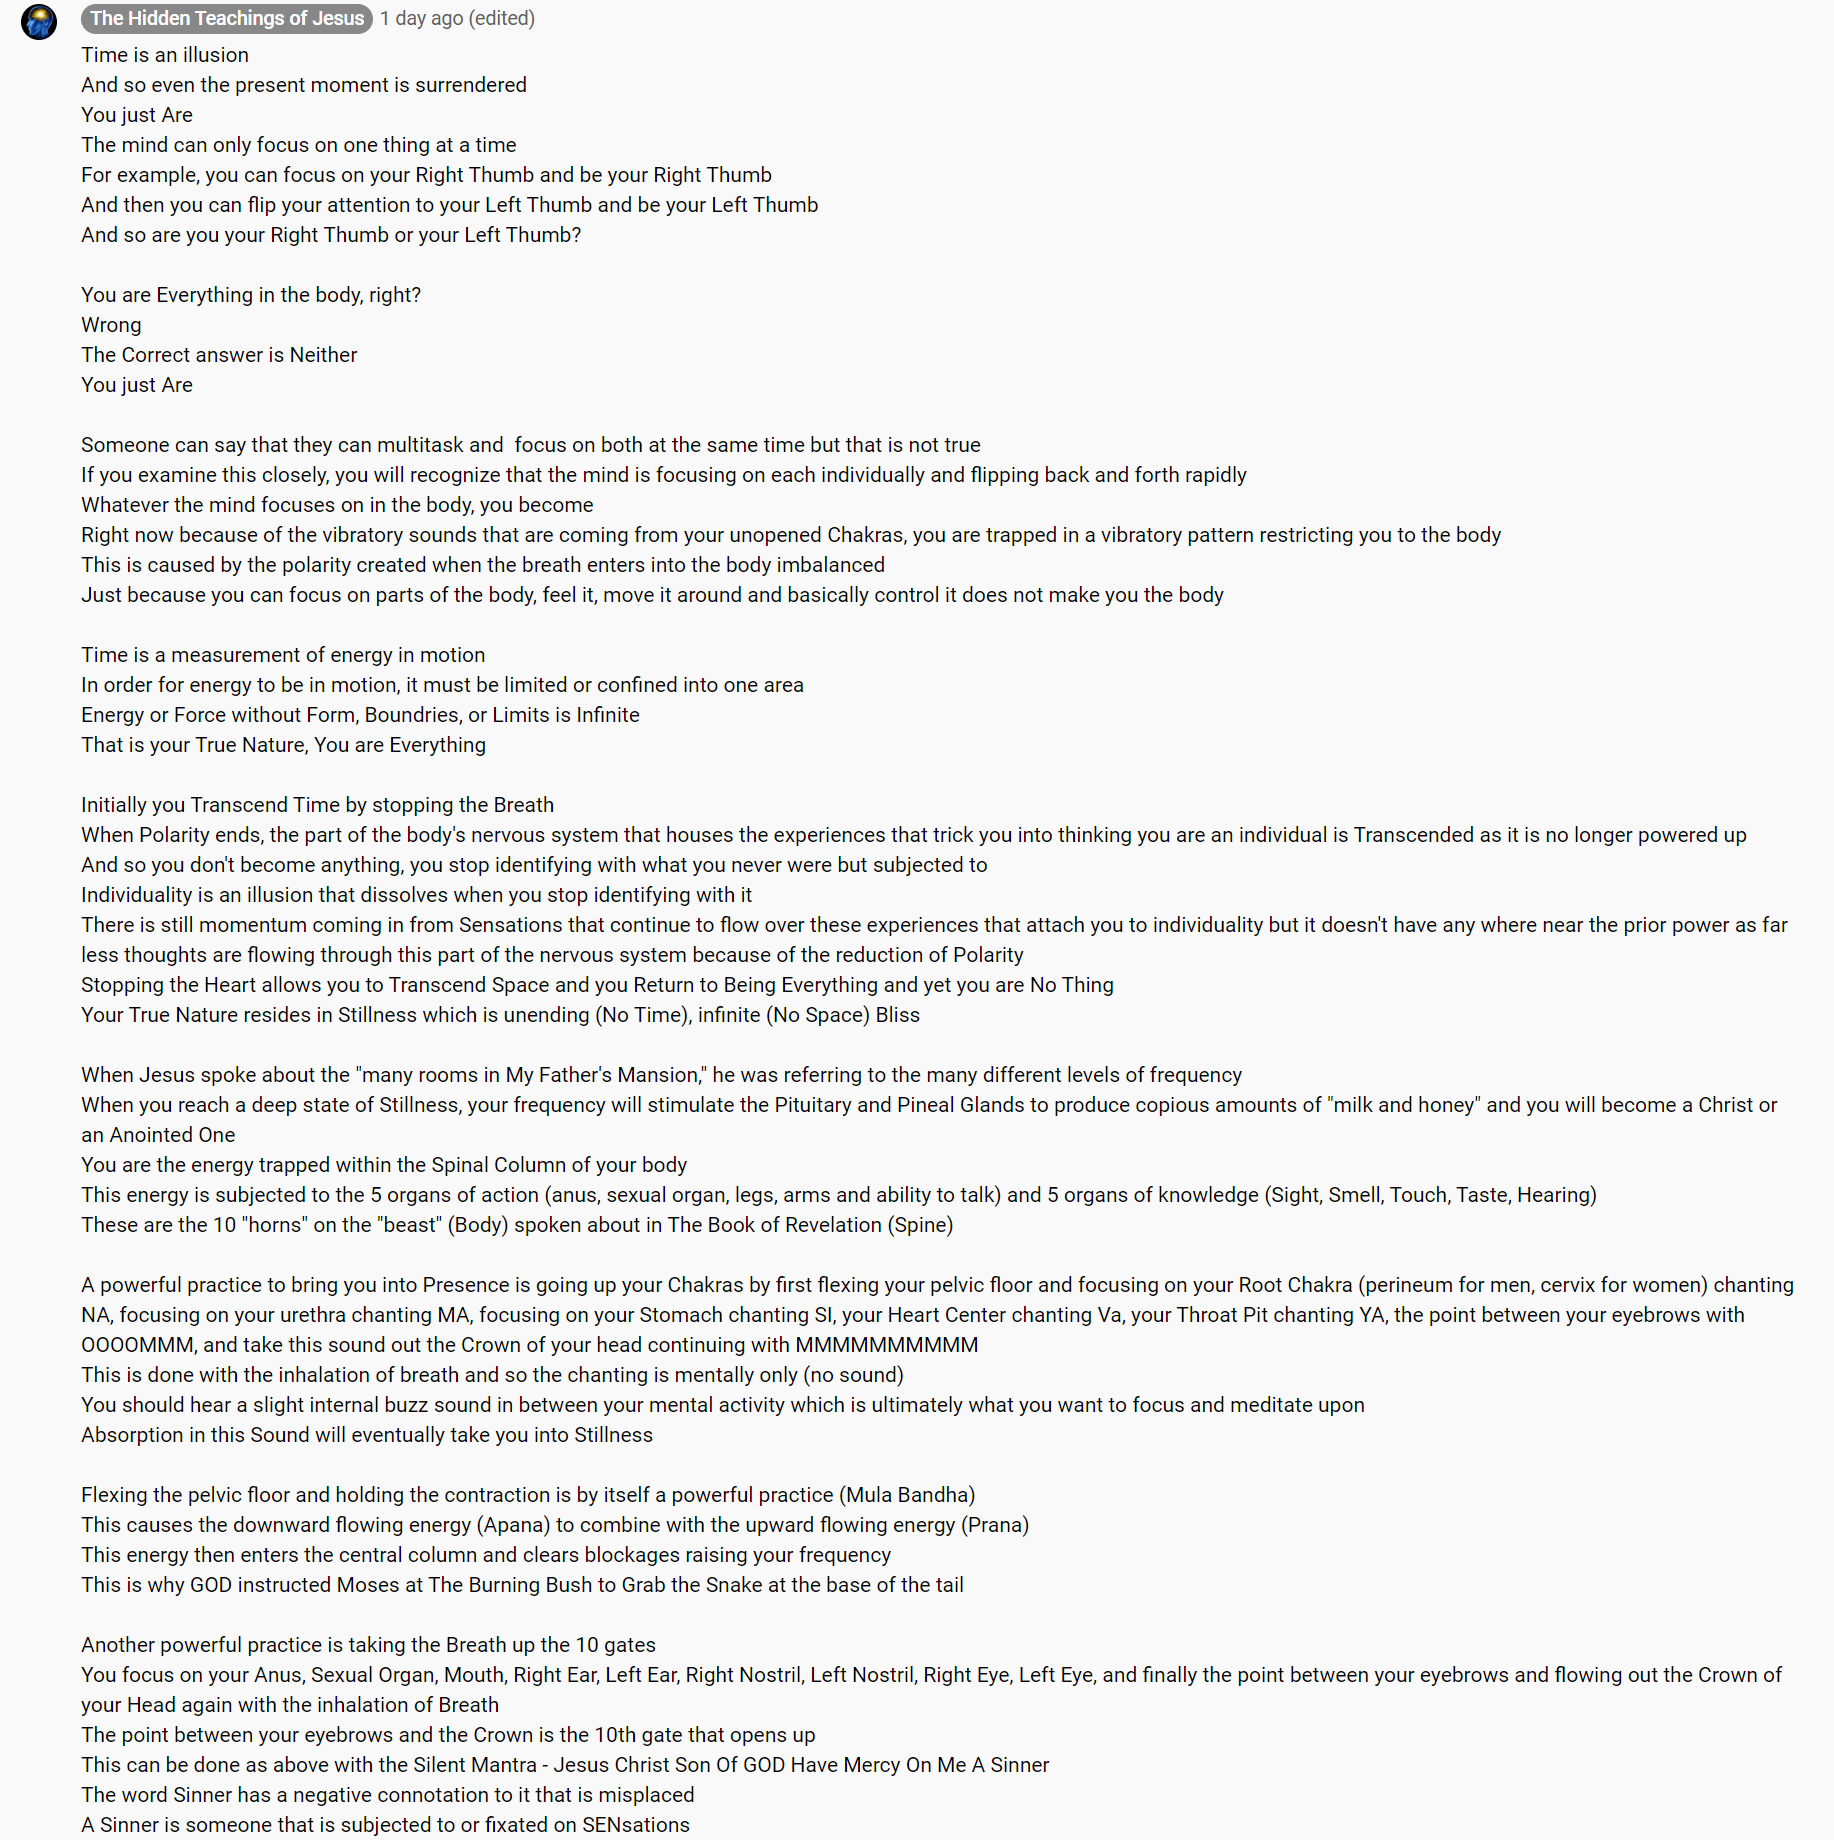 The Hidden Teachings of Jesus 1 day ago (edited)
Time is an illusion
And so even the present moment is surrendered
You just Are
The mind can only focus on one thing at a time
For example, you can focus on your Right Thumb and be your Right Thumb
And then you can flip your attention to your Left Thumb and be your Left Thumb
And so are you your Right Thumb or your Left Thumb?
You are Everything in the body, right?
Wrong
The Correct answer is Neither
You just Are
Someone can say that they can multitask and  focus on both at the same time but that is not true
If you examine this closely, you will recognize that the mind is focusing on each individually and flipping back and forth rapidly
Whatever the mind focuses on in the body, you become
Right now because of the vibratory sounds that are coming from your unopened Chakras, you are trapped in a vibratory pattern restricting you to the body
This is caused by the polarity created when the breath enters into the body imbalanced
Just because you can focus on parts of the body, feel it, move it around and basically control it does not make you the body
Time is a measurement of energy in motion
In order for energy to be in motion, it must be limited or confined into one area
Energy or Force without Form, Boundries, or Limits is Infinite
That is your True Nature, You are Everything
Initially you Transcend Time by stopping the Breath
When Polarity ends, the part of the body's nervous system that houses the experiences that trick you into thinking you are an individual is Transcended as it is no longer powered up
And so you don't become anything, you stop identifying with what you never were but subjected to
Individuality is an illusion that dissolves when you stop identifying with it
There is still momentum coming in from Sensations that continue to flow over these experiences that attach you to individuality but it doesn't have any where near the prior power as far
less thoughts are flowing through this part of the nervous system because of the reduction of Polarity
Stopping the Heart allows you to Transcend Space and you Return to Being Everything and yet you are No Thing
Your True Nature resides in Stillness which is unending (No Time), infinite (No Space) Bliss
When Jesus spoke about the "many rooms in My Father's Mansion," he was referring to the many different levels of frequency
When you reach a deep state of Stillness, your frequency will stimulate the Pituitary and Pineal Glands to produce copious amounts of "milk and honey" and you will become a Christ or
an Anointed One
You are the energy trapped within the Spinal Column of your body
This energy is subjected to the 5 organs of action (anus, sexual organ, legs, arms and ability to talk) and 5 organs of knowledge (Sight, Smell, Touch, Taste, Hearing)
These are the 10 "horns" on the "beast" (Body) spoken about in The Book of Revelation (Spine)
A powerful practice to bring you into Presence is going up your Chakras by first flexing your pelvic floor and focusing on your Root Chakra (perineum for men, cervix for women) chanting
NA, focusing on your urethra chanting MA, focusing on your Stomach chanting SI, your Heart Center chanting Va, your Throat Pit chanting YA, the point between your eyebrows with
OOOOMMM, and take this sound out the Crown of your head continuing with MMMMMMMMMM
This is done with the inhalation of breath and so the chanting is mentally only (no sound)
You should hear a slight internal buzz sound in between your mental activity which is ultimately what you want to focus and meditate upon
Absorption in this Sound will eventually take you into Stillness
Flexing the pelvic floor and holding the contraction is by itself a powerful practice (Mula Bandha)
This causes the downward flowing energy (Apana) to combine with the upward flowing energy (Prana)
This energy then enters the central column and clears blockages raising your frequency
This is why GOD instructed Moses at The Burning Bush to Grab the Snake at the base of the tail
Another powerful practice is taking the Breath up the 10 gates
You focus on your Anus, Sexual Organ, Mouth, Right Ear, Left Ear, Right Nostril, Left Nostril, Right Eye, Left Eye, and finally the point between your eyebrows and flowing out the Crown of
your Head again with the inhalation of Breath
The point between your eyebrows and the Crown is the 10th gate that opens up
This can be done as above with the Silent Mantra - Jesus Christ Son Of GOD Have Mercy On Me A Sinner
The word Sinner has a negative connotation to it that is misplaced
A Sinner is someone that is subjected to or fixated on SENsations